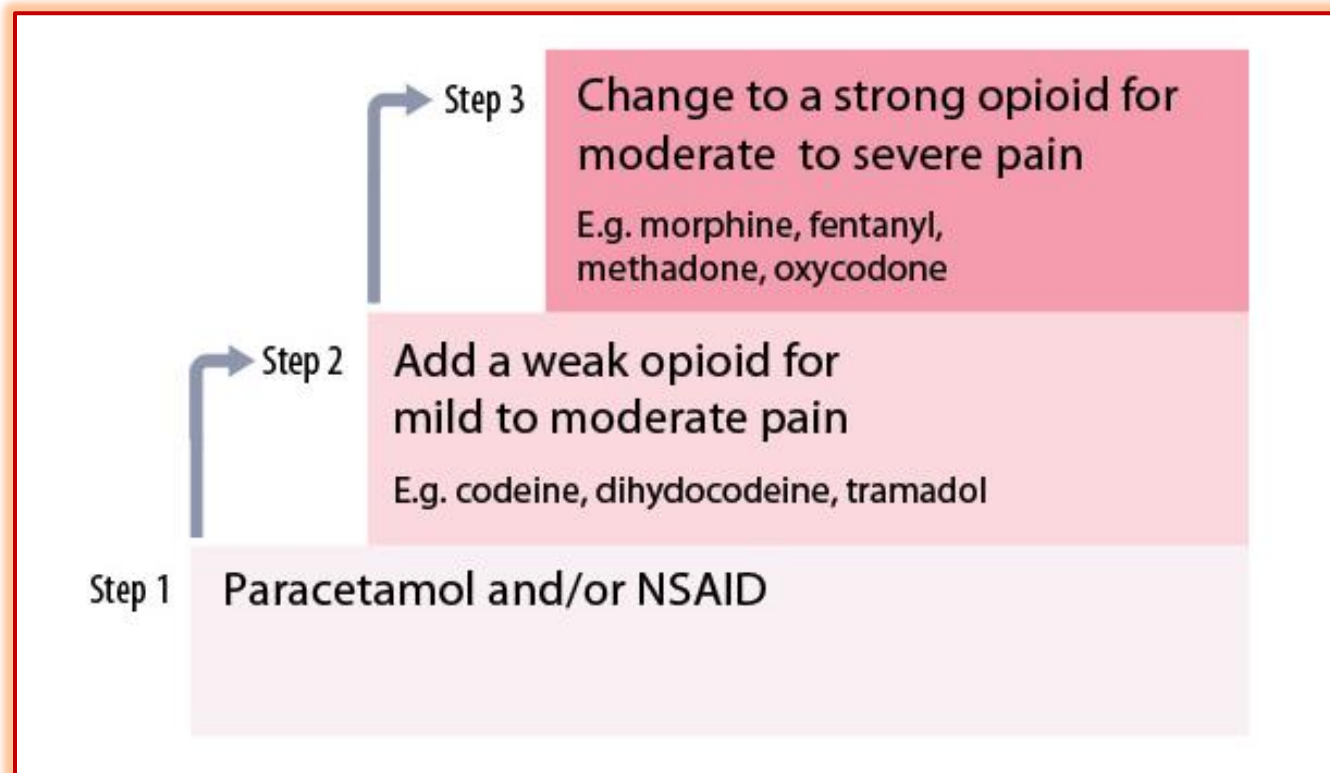 Step 3
Change to a strong opioid for
moderate to severe pain
E.g. morphine, fentanyl,
methadone, oxycodone
Step 2
Add a weak opioid for
mild to moderate pain
E.g. codeine, dihydocodeine, tramadol
Step 1
Paracetamol and/or NSAID